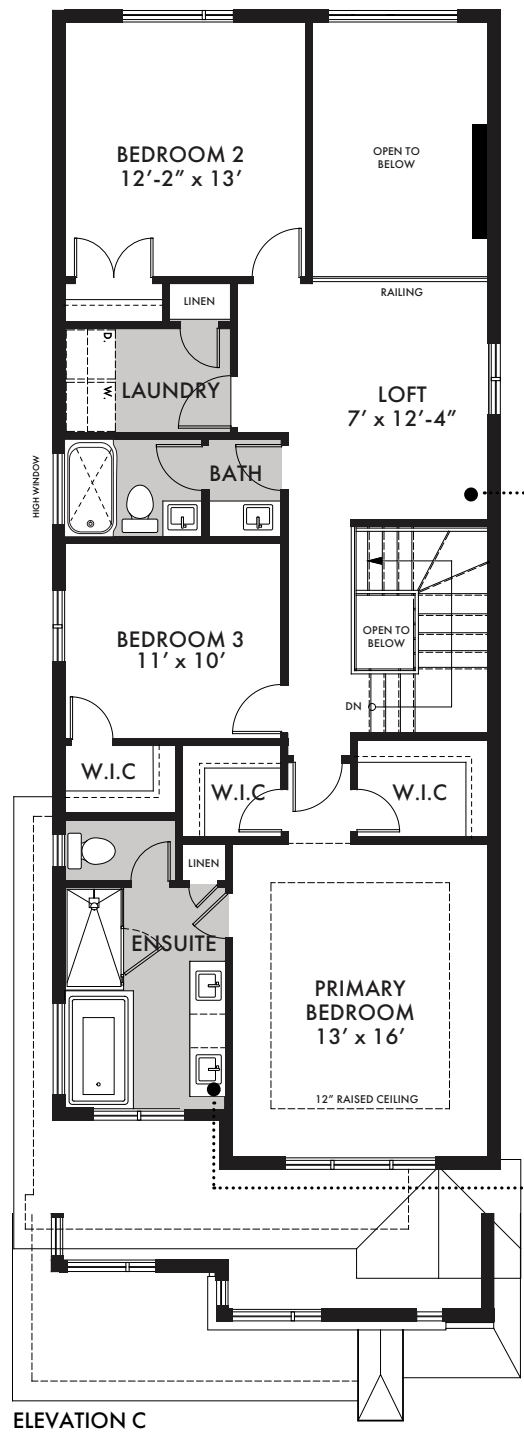 BEDROOM 2
12'-2" x 13'
OPEN TO
BELOW
LINEN
RAILING
D.
W.
LAUNDRY
LOFT
7' x 12'-4"
HIGH WINDOW
BATH
BEDROOM 3
11' x 10'
OPEN TO
BELOW
DN
W.I.C
W.I.C
W.I.C
LINEN
ENSUITE
PRIMARY
BEDROOM
13' x 16'
12" RAISED CEILING
ELEVATION C